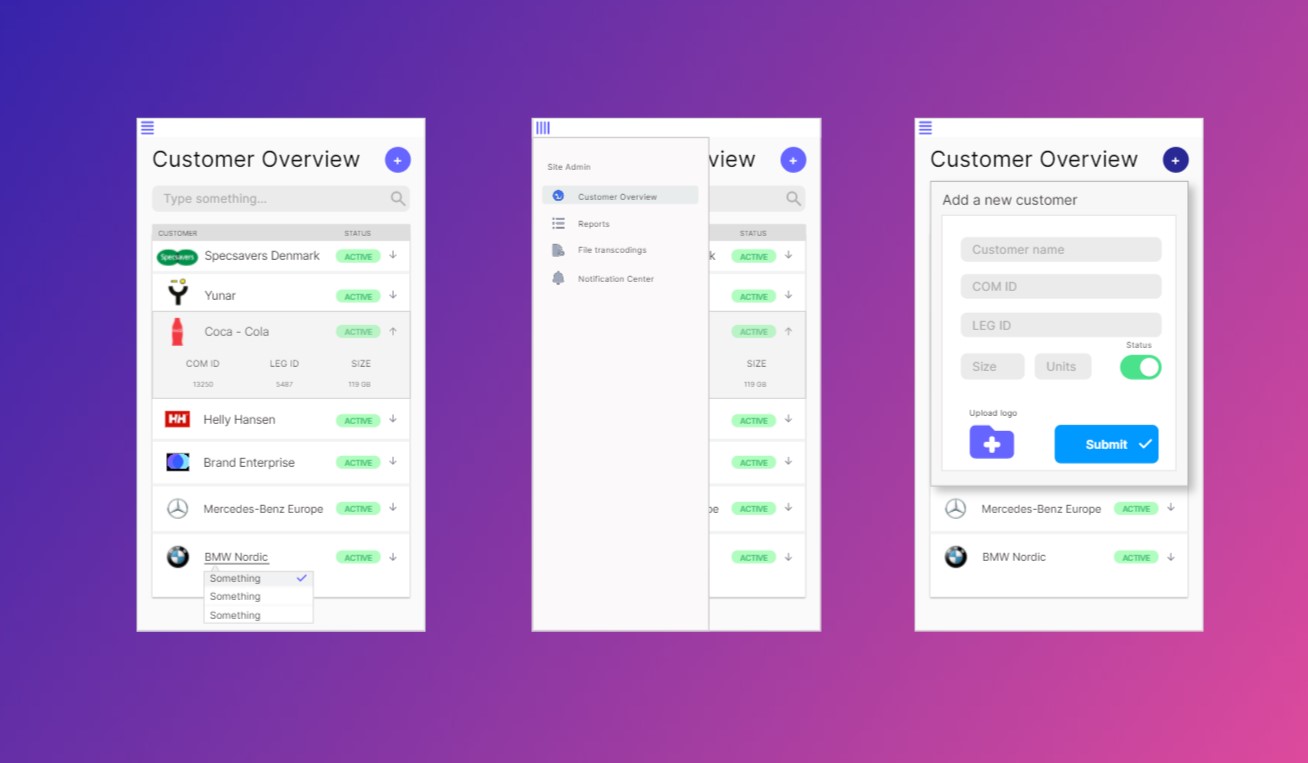 Customer Overview
+
Type something...
CUSTOMER STATUS
Specsavers Specsavers Denmark ACTIVE
Yunar ACTIVE
Coca - Cola ACTIVE
COM ID LEG ID SIZE
13250 5487 119 GB
HH Helly Hansen ACTIVE
Brand Enterprise ACTIVE
Mercedes-Benz Europe ACTIVE
BMW Nordic ACTIVE
Something
Something
Something
view
+
Site Admin
Customer Overview
Reports
File transcodings
Notification Center
STATUS
k ACTIVE
ACTIVE
ACTIVE
SIZE
119 GB
ACTIVE
ACTIVE
pe ACTIVE
ACTIVE
Customer Overview
+
Add a new customer
Customer name
COM ID
LEG ID
Status
Size Units
Upload logo
Submit
Mercedes-Benz Europe ACTIVE
BMW Nordic ACTIVE